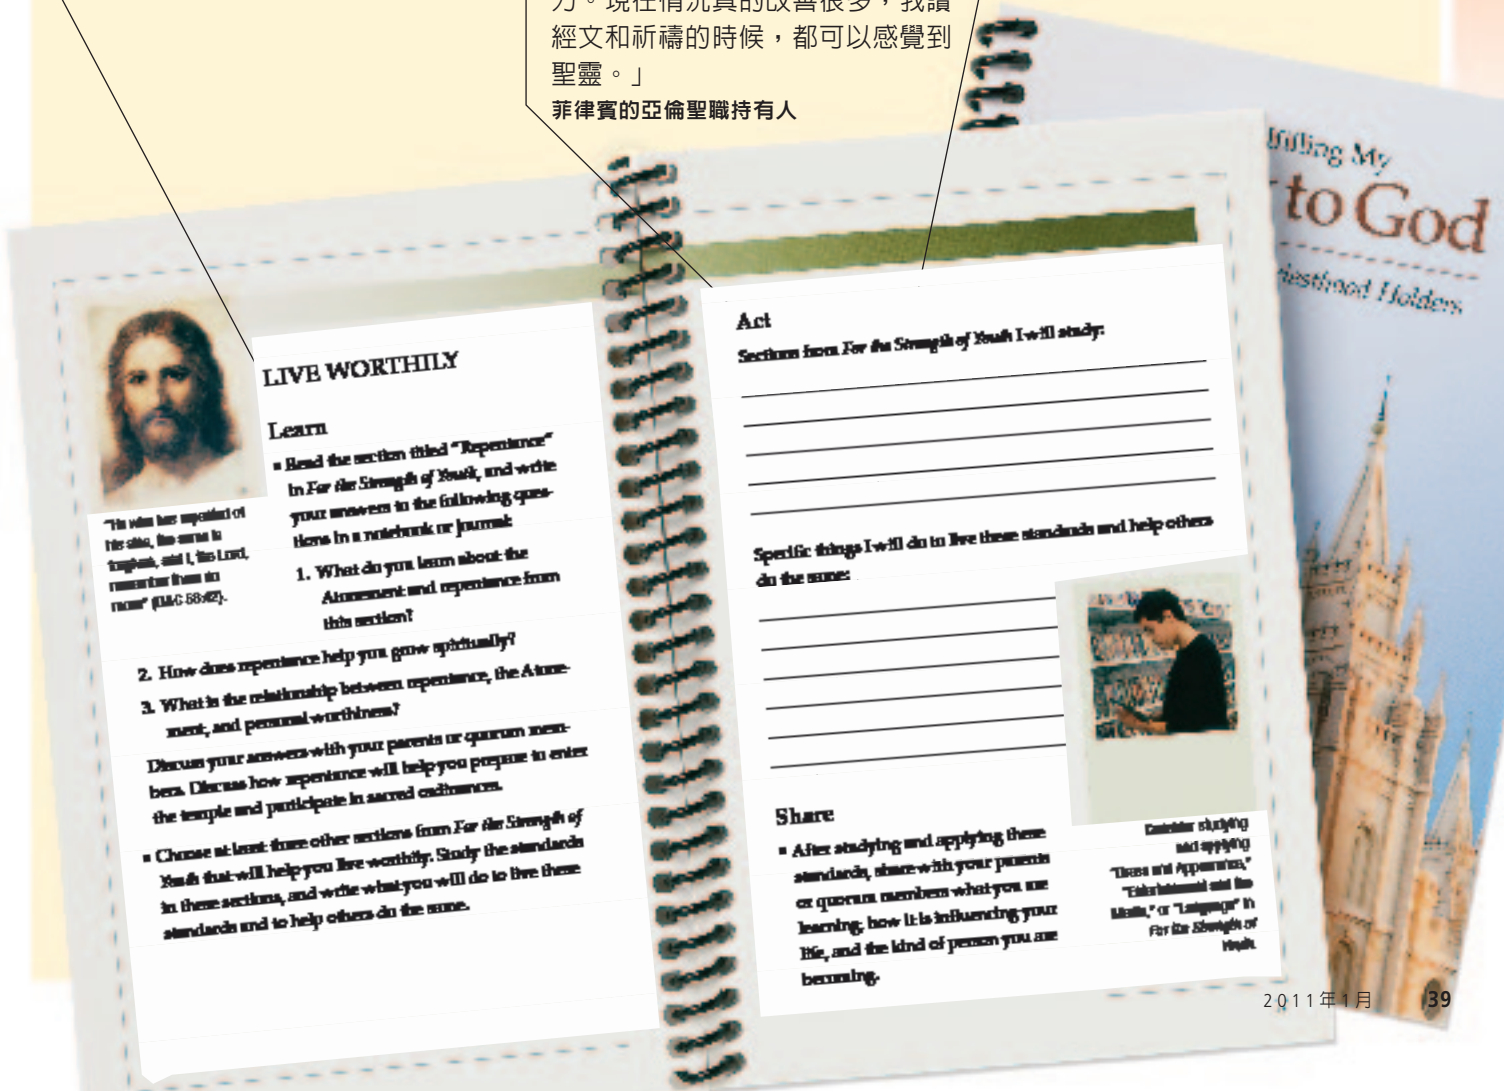 力。現在情況真的改善很多，我讀
經文和祈禱的時候，都可以感覺到
聖靈。」
菲律賓的亞倫聖職持有人
filling My
to God
riesthood Holders
LIVE WORTHILY
Learn
▪ Read the section titled “Repentance”
in For the Strength of Youth, and write
your answers to the following ques-
tions in a notebook or journal:
1. What do you learn about the
Atonement and repentance from
this section?
2. How does repentance help you grow spiritually?
3. What is the relationship between repentance, the Atone-
ment, and personal worthiness?
Discuss your answers with your parents or quorum mem-
bers. Discuss how repentance will help you prepare to enter
the temple and participate in sacred ordinances.
▪ Choose at least three other sections from For the Strength of
Youth that will help you live worthily. Study the standards
in these sections, and write what you will do to live these
standards and to help others do the same.
“He who has repented of
his sins, the same is
forgiven, and I, the Lord,
remember them no
more” (D&C 58:42).
Act
Sections from For the Strength of Youth I will study:
Specific things I will do to live these standards and help others
do the same:
Share
▪ After studying and applying these
standards, share with your parents
or quorum members what you are
learning, how it is influencing your
life, and the kind of person you are
becoming.
Consider studying
and applying
“Dress and Appearance,”
“Entertainment and the
Media,” or “Language” in
For the Strength of
Youth.
2011年1月 39